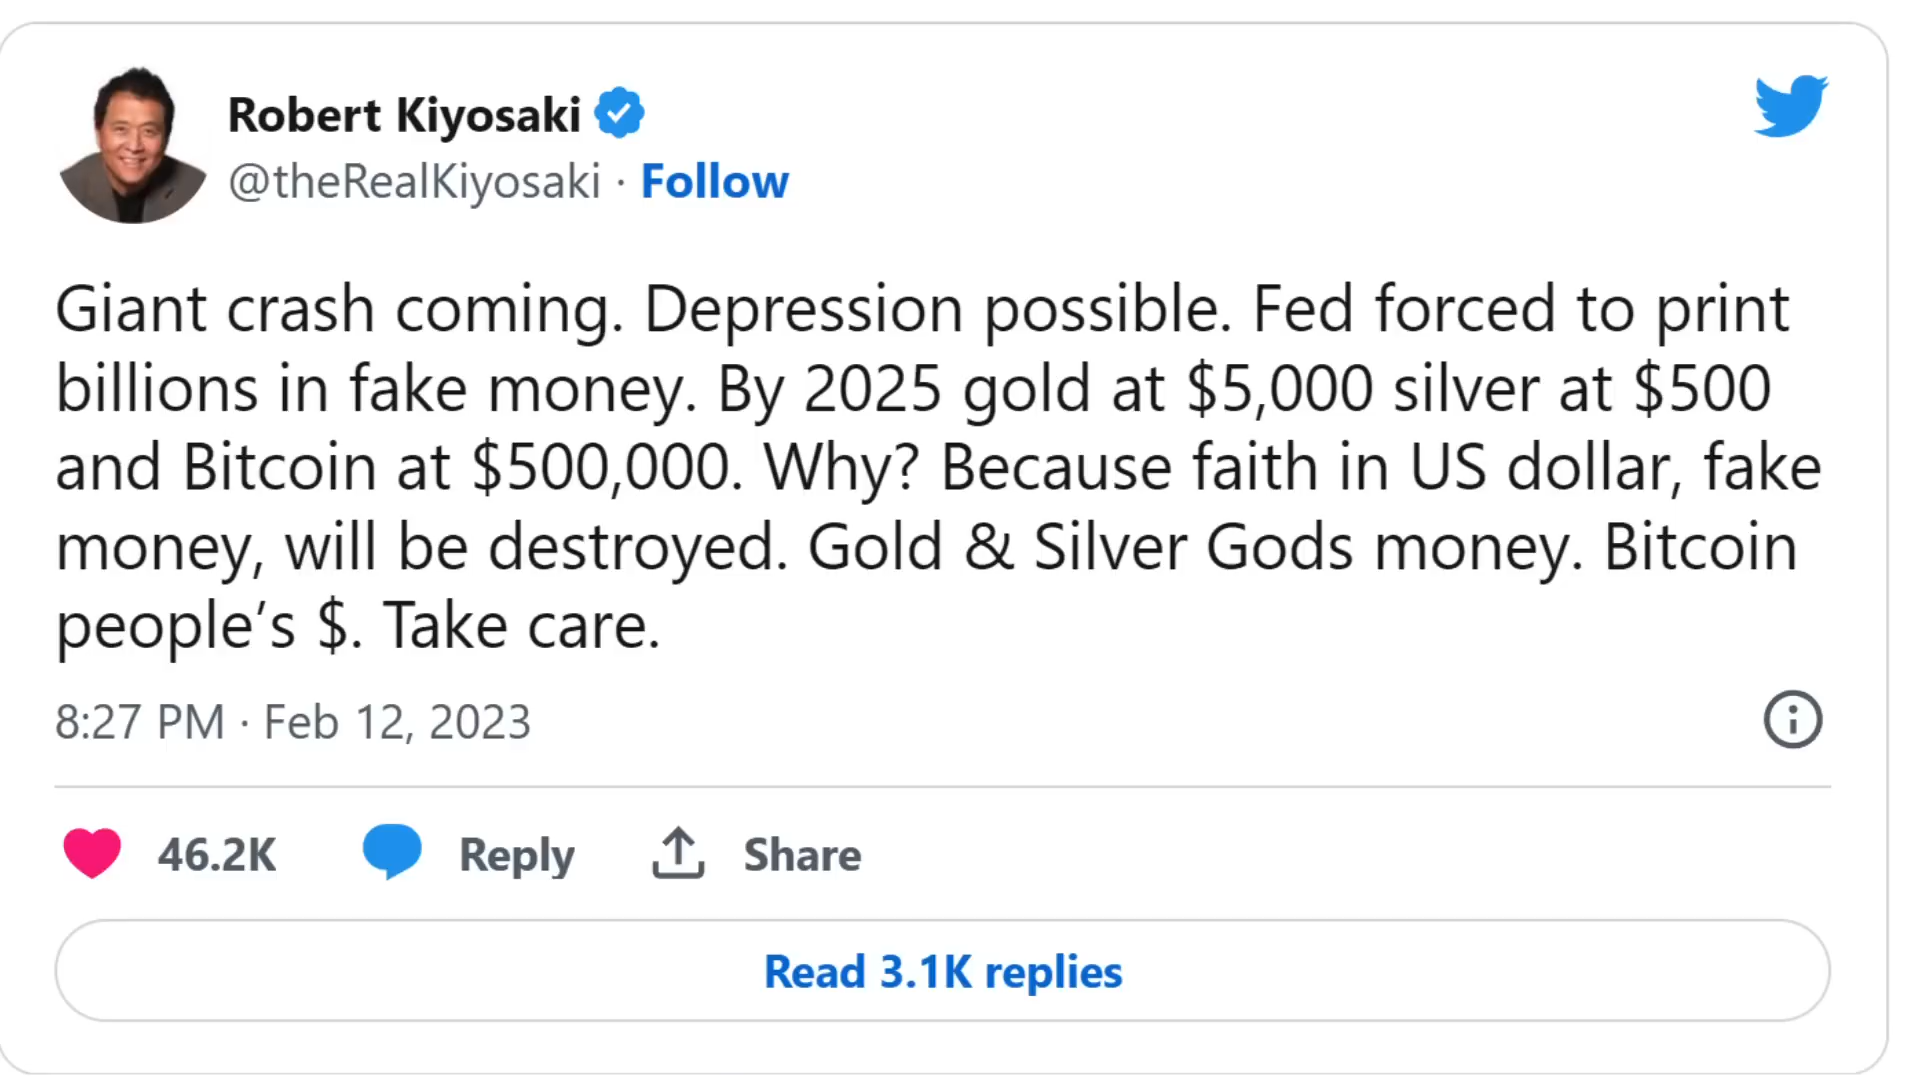 Robert Kiyosaki
@theRealKiyosaki · Follow
Giant crash coming. Depression possible. Fed forced to print
billions in fake money. By 2025 gold at $5,000 silver at $500
and Bitcoin at $500,000. Why? Because faith in US dollar, fake
money, will be destroyed. Gold & Silver Gods money. Bitcoin
people’s $. Take care.
8:27 PM · Feb 12, 2023
46.2K Reply Share
Read 3.1K replies